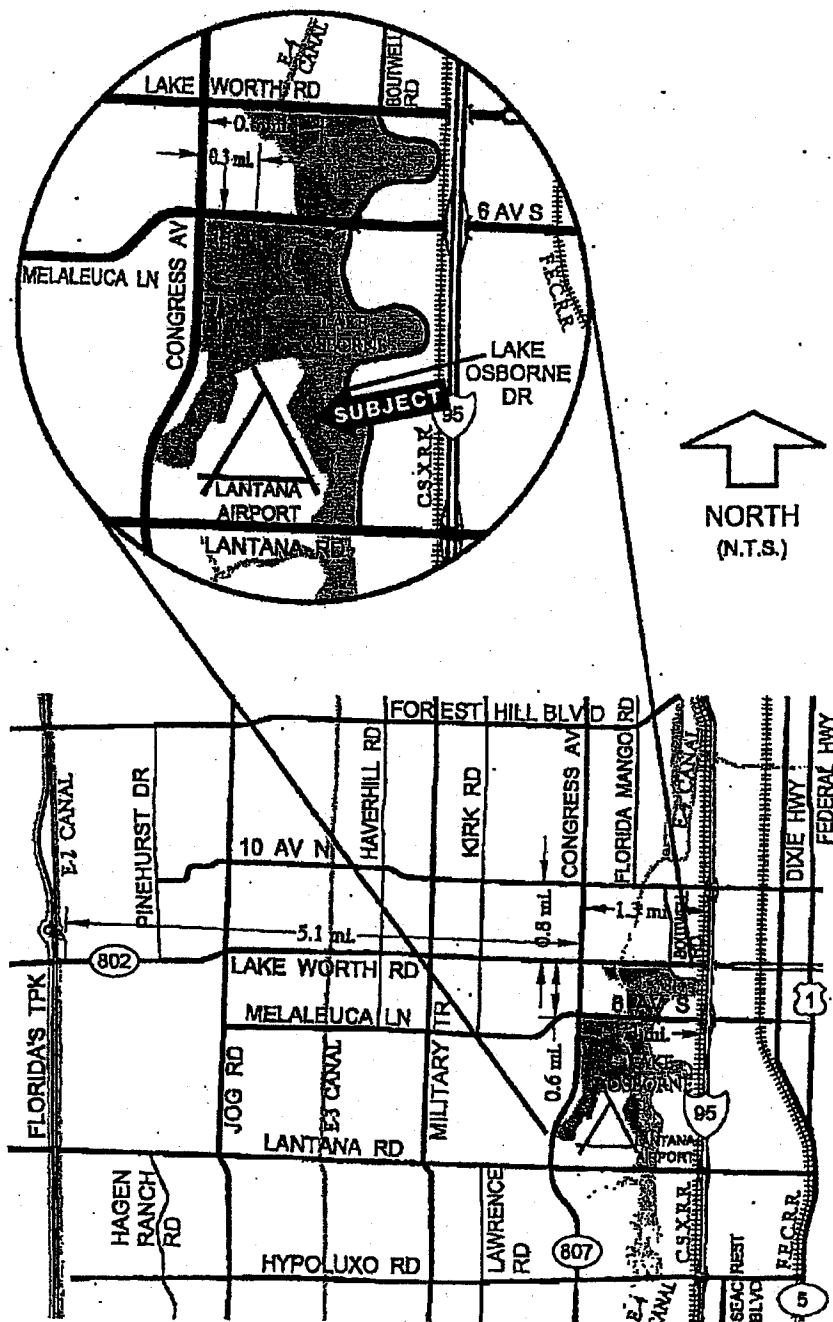 E-4
CANAL
BOUTWELL
RD
LAKE WORTH RD
0.3 mi.
6 AV S
MELALEUCA LN
CONGRESS AV
F.E.C.R.R.
LAKE
OSBORNE
LAKE
OSBORNE
DR
SUBJECT
95
C.S.X.R.R.
LANTANA
AIRPORT
LANTANA RD
NORTH
(N.T.S.)
FOREST HILL BLVD
E-2 CANAL
PINEHURST DR
HAVERHILL RD
KIRK RD
CONGRESS AV
FLORIDA MANGO RD
E-4 CANAL
DIXIE HWY
FEDERAL HWY
10 AV N
0.8 mi.
1.3 mi.
BOUTWELL
RD
5.1 mi.
802
LAKE WORTH RD
1
MELALEUCA LN
6 AV S
mi.
0.6 mi.
LAKE
OSBORNE
FLORIDA'S TPK
JOG RD
E-3 CANAL
MILITARY TR
95
LANTANA
AIRPORT
LANTANA RD
HAGEN
RANCH
RD
LAWRENCE
RD
807
C.S.X.R.R.
F.E.C.R.R.
HYPOLUXO RD
E-4
CANAL
SEACREST
BLVD
5